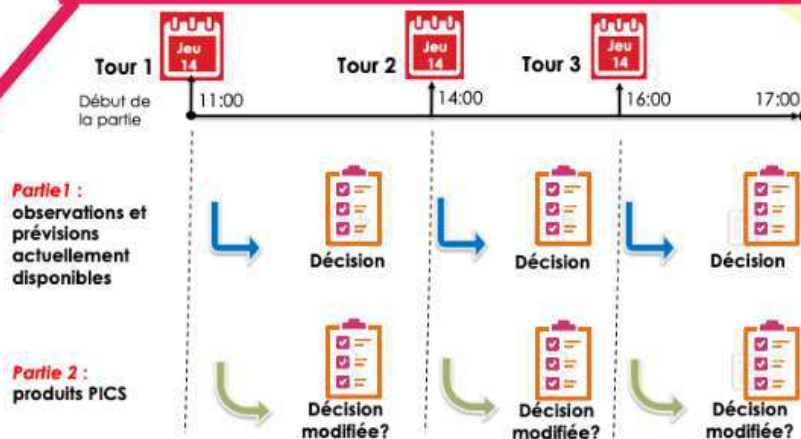 Tour 1
Jeu
14
Tour 2
Jeu
14
Tour 3
Jeu
14
Début de
la partie
11:00
14:00
16:00
17:00
Partie1 :
observations et
prévisions
actuellement
disponibles
Décision
Décision
Décision
Partie 2 :
produits PICS
Décision
modifiée?
Décision
modifiée?
Décision
modifiée?